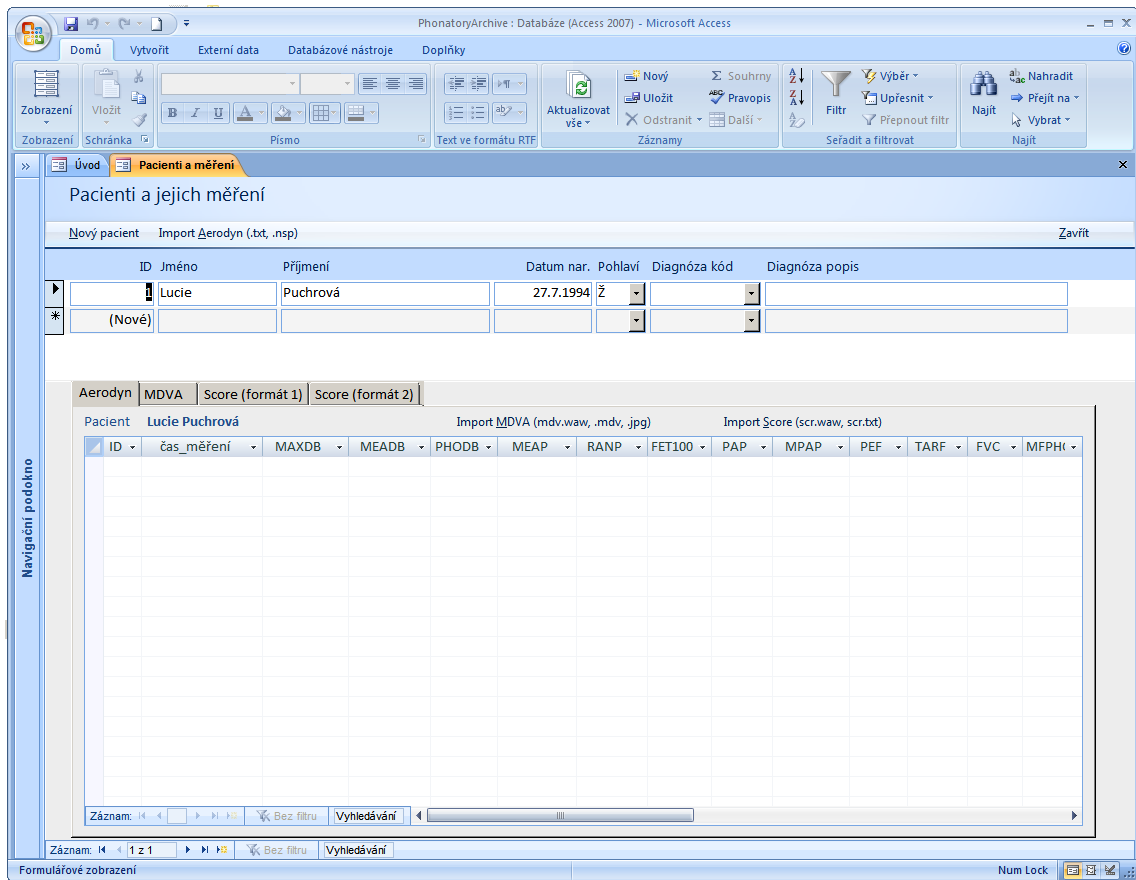 PhonatoryArchive : Databáze (Access 2007) - Microsoft Access
Domů Vytvořit Externí data Databázové nástroje Doplňky
Zobrazení
Zobrazení
Vložit
Schránka
B I U A
Písmo
Text ve formátu RTF
Aktualizovat
vše
Nový
Uložit
Odstranit
Souhrny
Pravopis
Další
Záznamy
Filtr
Výběr
Upřesnit
Přepnout filtr
Seřadit a filtrovat
Najít
Nahradit
Přejít na
Vybrat
Najít
Úvod Pacienti a měření
Pacienti a jejich měření
Nový pacient Import Aerodyn (.txt, .nsp) Zavřít
ID Jméno Příjmení Datum nar. Pohlaví Diagnóza kód Diagnóza popis
1 Lucie Puchrová 27.7.1994 Ž
(Nové)
Aerodyn MDVA Score (formát 1) Score (formát 2)
Pacient Lucie Puchrová Import MDVA (mdv.waw, .mdv, .jpg) Import Score (scr.waw, scr.txt)
ID čas_měření MAXDB MEADB PHODB MEAP RANP FET100 PAP MPAP PEF TARF FVC MFPH
Navigační podokno
Záznam: Bez filtru Vyhledávání
Záznam: 1 z 1 Bez filtru Vyhledávání
Formulářové zobrazení Num Lock